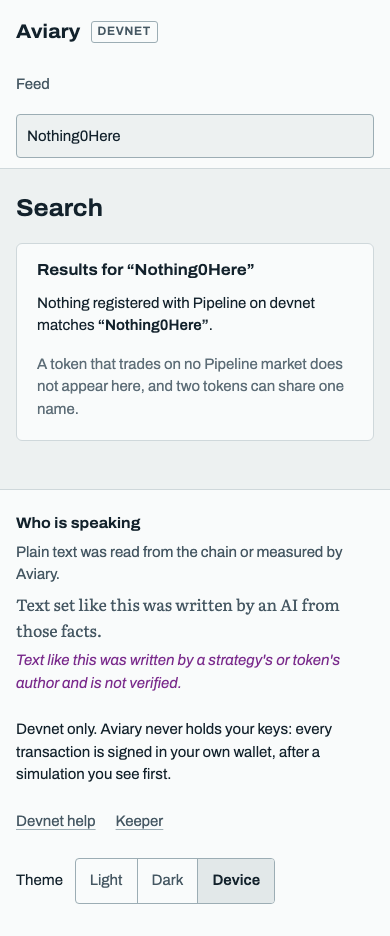 Aviary DEVNET
Feed
Nothing0Here
Search
Results for “Nothing0Here”
Nothing registered with Pipeline on devnet
matches “Nothing0Here”.
A token that trades on no Pipeline market does
not appear here, and two tokens can share one
name.
Who is speaking
Plain text was read from the chain or measured by
Aviary.
Text set like this was written by an AI from
those facts.
Text like this was written by a strategy's or token's
author and is not verified.
Devnet only. Aviary never holds your keys: every
transaction is signed in your own wallet, after a
simulation you see first.
Devnet help Keeper
Theme Light Dark Device